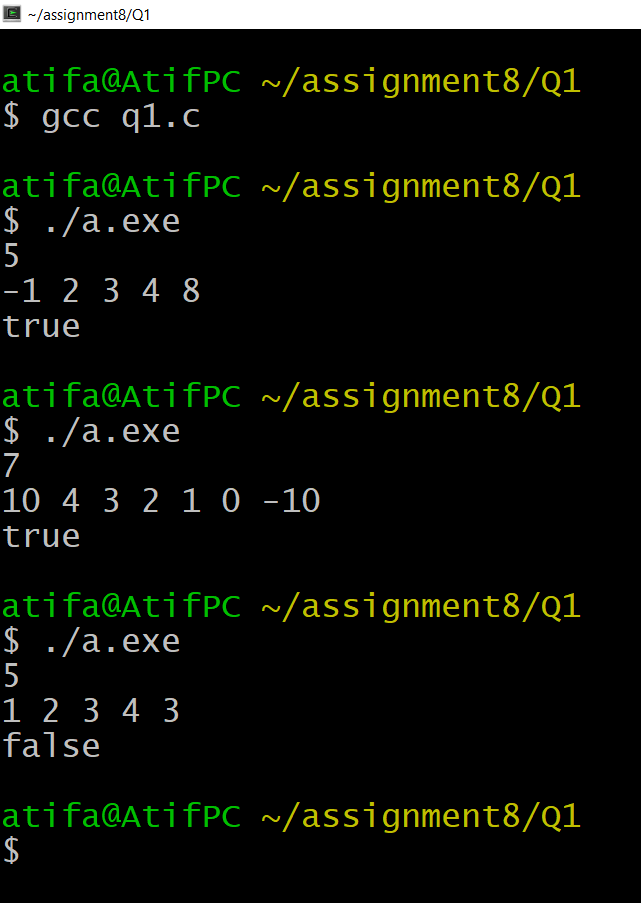 ~/assignment8/Q1
atifa@AtifPC ~/assignment8/Q1
$ gcc q1.c
atifa@AtifPC ~/assignment8/Q1
$ ./a.exe
5
-1 2 3 4 8
true
atifa@AtifPC ~/assignment8/Q1
$ ./a.exe
7
10 4 3 2 1 0 -10
true
atifa@AtifPC ~/assignment8/Q1
$ ./a.exe
5
1 2 3 4 3
false
atifa@AtifPC ~/assignment8/Q1
$